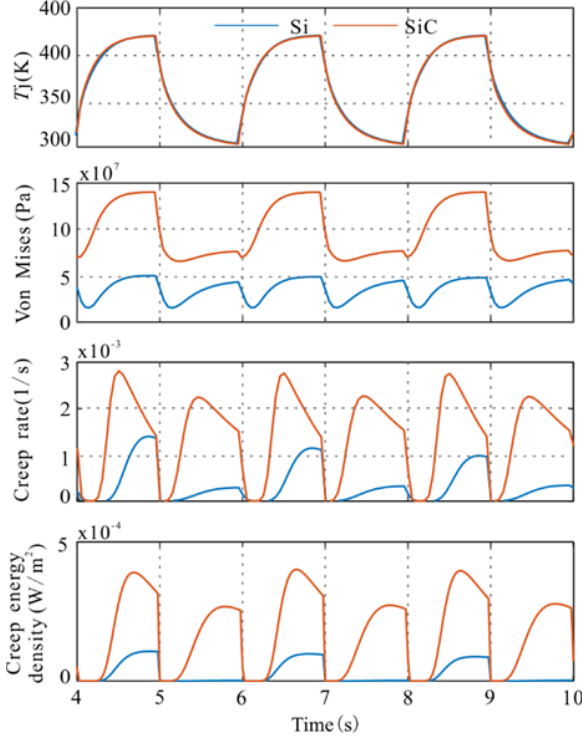 400
Si SiC
400
350
300
Tj(K)
x10^7
15
10
5
0
Von Mises (Pa)
x10^-3
3
2
1
0
Creep rate(1/s)
x10^-4
5
0
Creep energy
density(W/m^2)
4 5 6 7 8 9 10
Time(s)